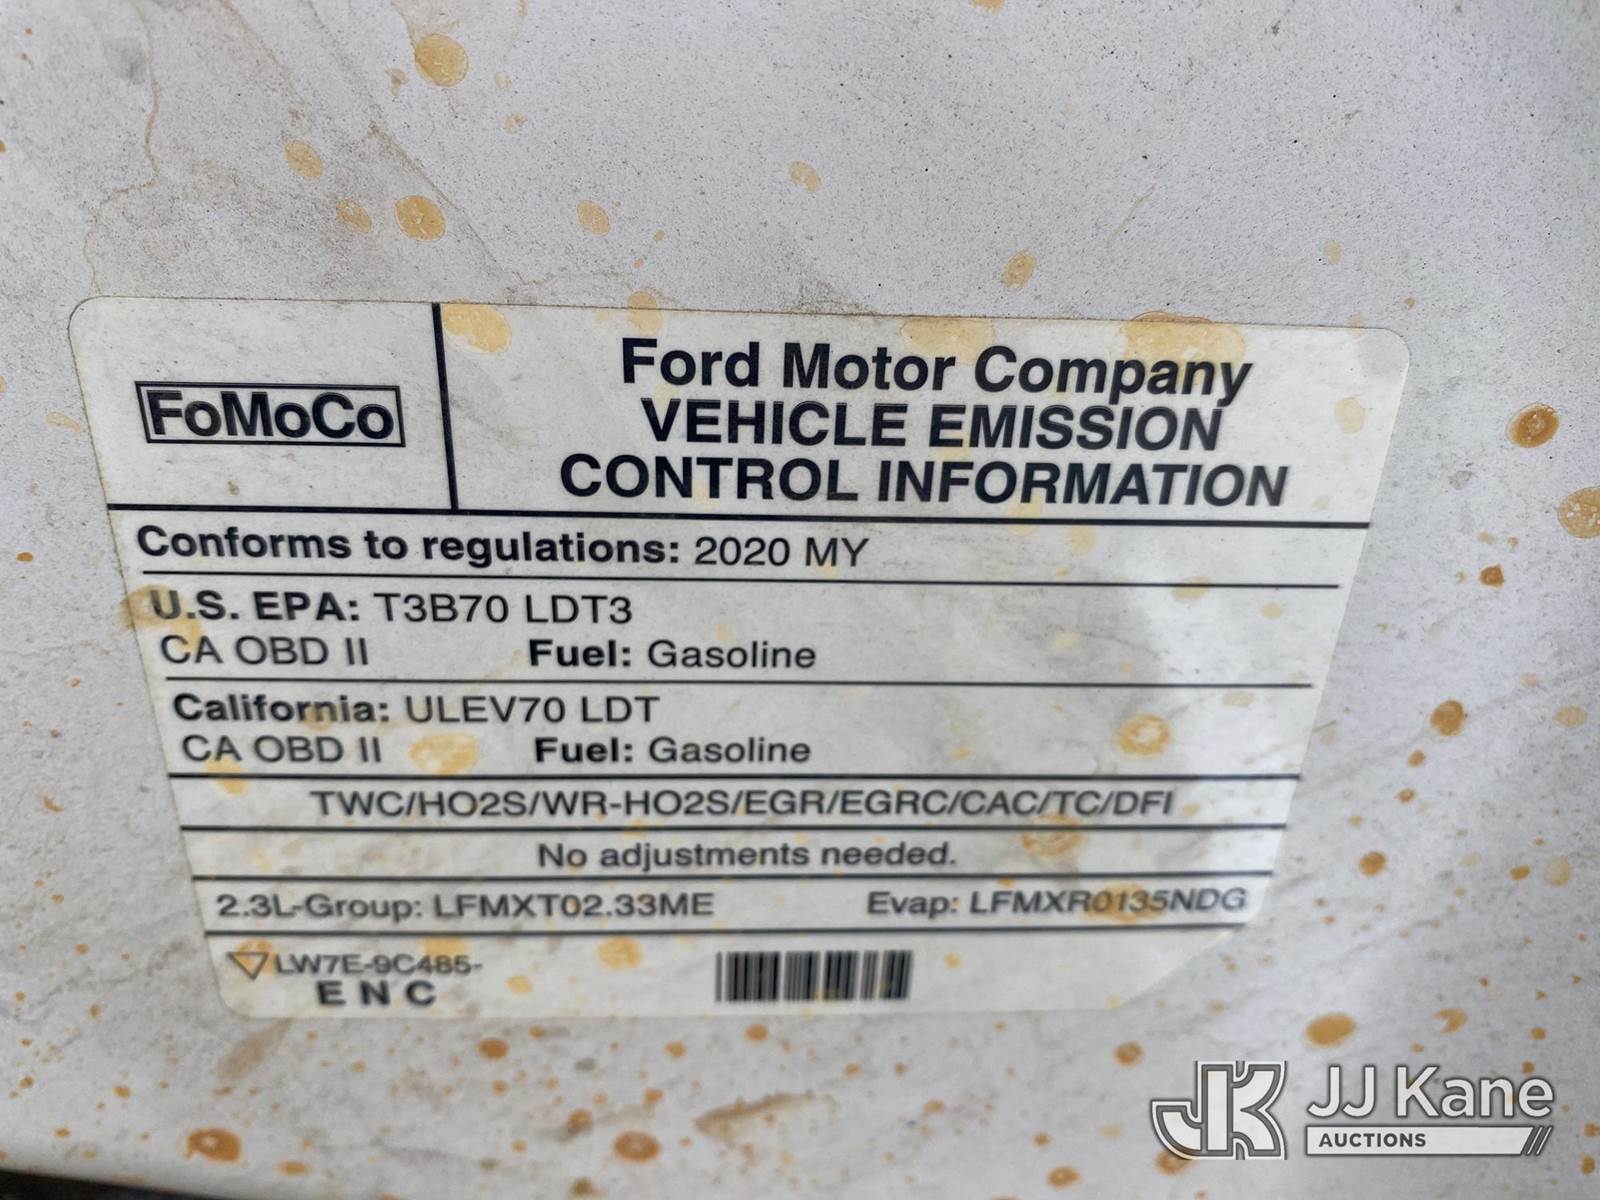 FoMoCo
Ford Motor Company
VEHICLE EMISSION
CONTROL INFORMATION
Conforms to regulations: 2020 MY
U.S. EPA: T3B70 LDT3
CA OBD II Fuel: Gasoline
California: ULEV70 LDT
CA OBD II Fuel: Gasoline
TWC/HO2S/WR-HO2S/EGR/EGRC/CAC/TC/DFI
No adjustments needed.
2.3L-Group: LFMXT02.33ME Evap: LFMXR0135NDG
LW7E-9C485-
E N C
JK JJ Kane
AUCTIONS